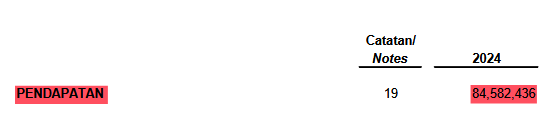 Catatan/
Notes 2024
PENDAPATAN 19 84,582,436